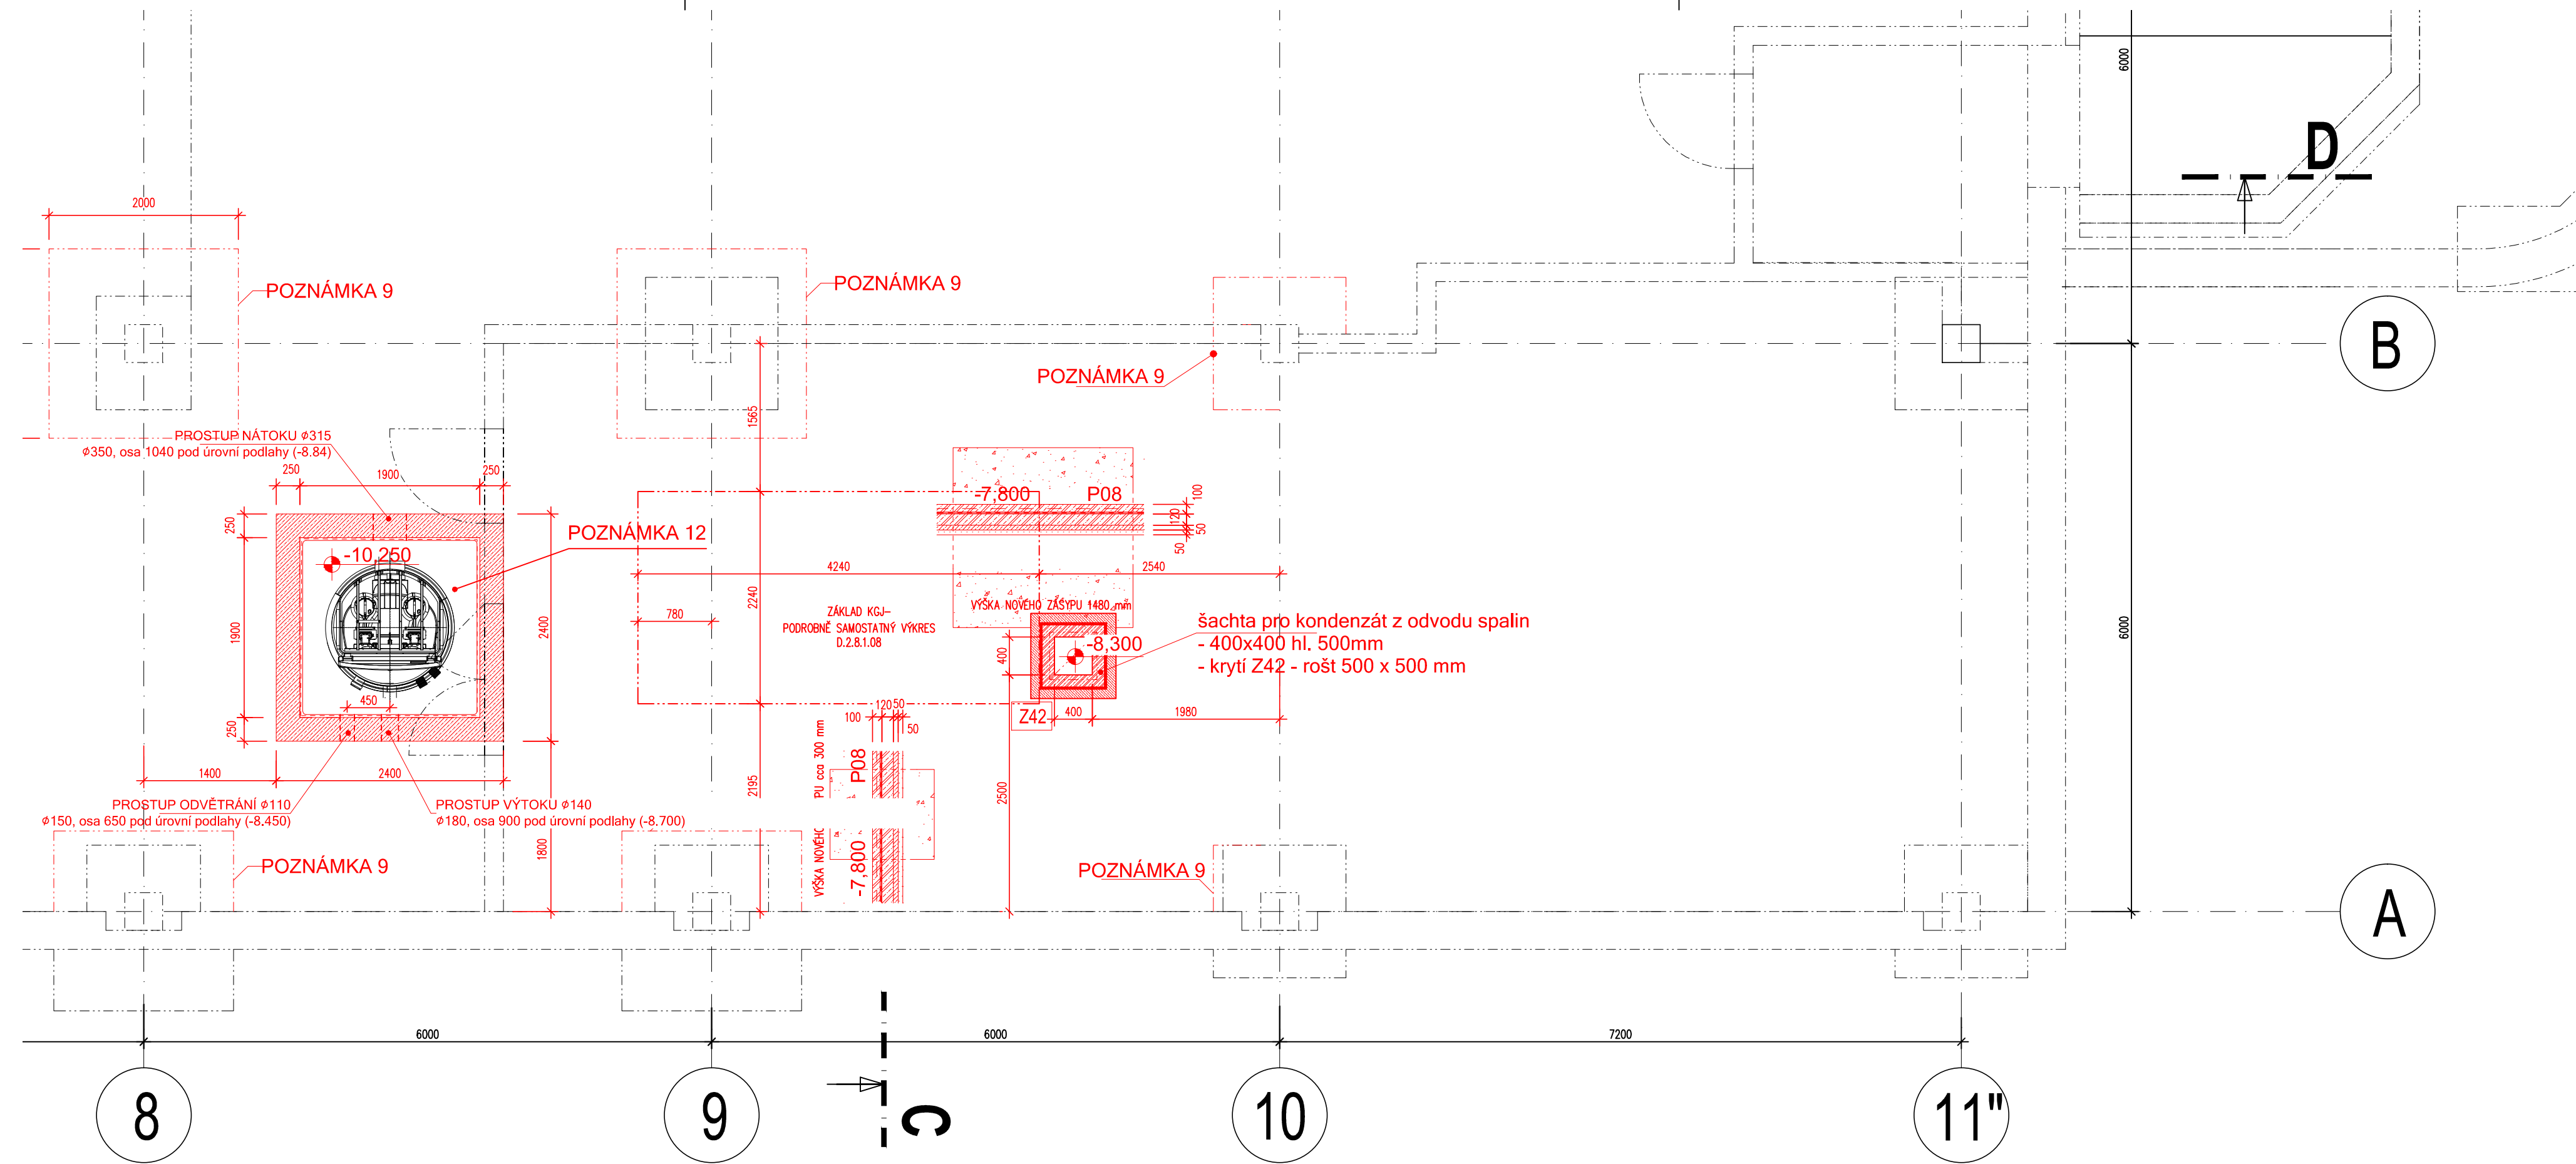 6000
D
2000
POZNÁMKA 9
POZNÁMKA 9
B
POZNÁMKA 9
1565
PROSTUP NÁTOKU ø315
ø350, osa 1040 pod úrovní podlahy (-8.84)
250
1900
250
-7,800
P08
100
120
50
50
250
POZNÁMKA 12
-10,250
4240
2540
2240
780
ZÁKLAD KGJ–
PODROBNĚ SAMOSTATNÝ VÝKRES
D.2.8.1.08
VÝŠKA NOVÉHO ZÁSYPU 1480 mm
šachta pro kondenzát z odvodu spalin
- 400x400 hl. 500mm
- krytí Z42 - rošt 500 x 500 mm
-8,300
400
1900
2400
6000
450
250
Z42
400
1980
100
120
50
50
1400
2400
2195
2500
VÝŠKA NOVÉHO
PU cca 300 mm
P08
-7,800
PROSTUP ODVĚTRÁNÍ ø110
ø150, osa 650 pod úrovní podlahy (-8.450)
PROSTUP VÝTOKU ø140
ø180, osa 900 pod úrovní podlahy (-8.700)
1800
POZNÁMKA 9
POZNÁMKA 9
A
6000
6000
7200
8
9
C
10
11"